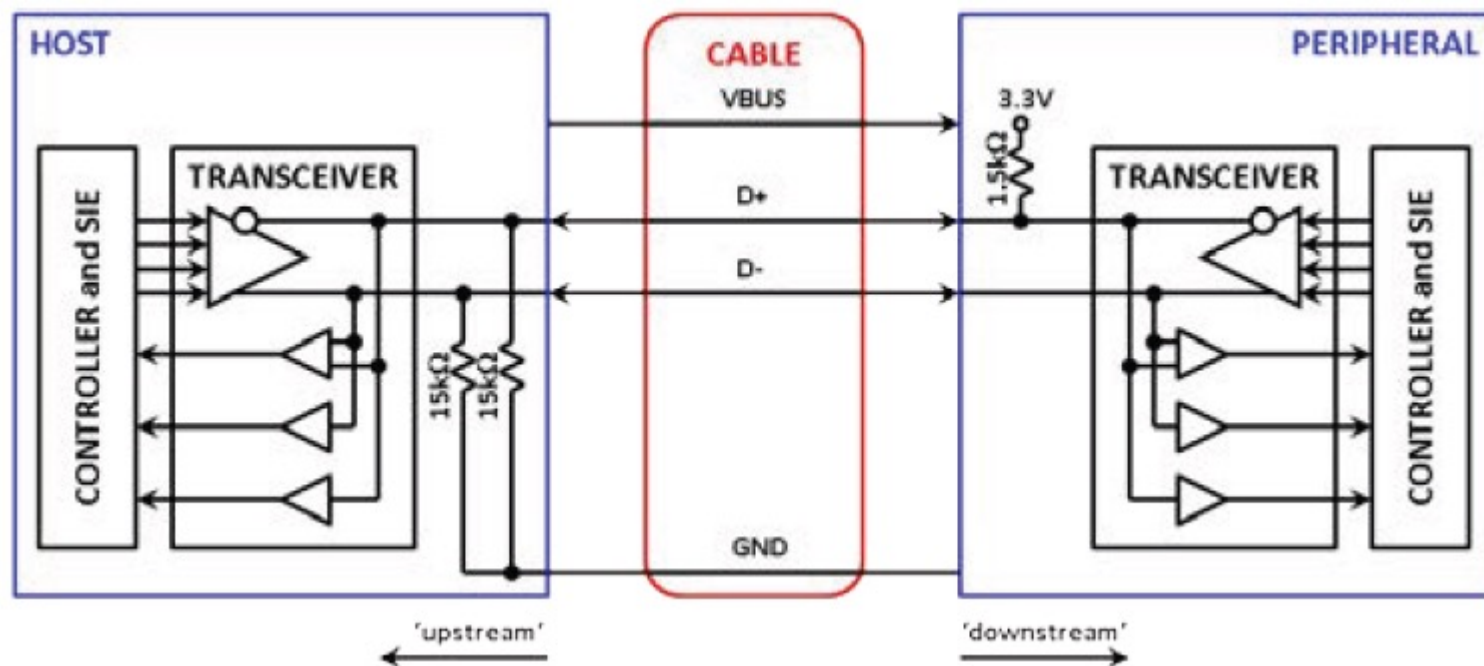 HOST
CABLE
PERIPHERAL
VBUS
3.3V
1.5kΩ
TRANSCEIVER
D+
TRANSCEIVER
D-
CONTROLLER and SIE
15kΩ
15kΩ
CONTROLLER and SIE
GND
'upstream'
'downstream'